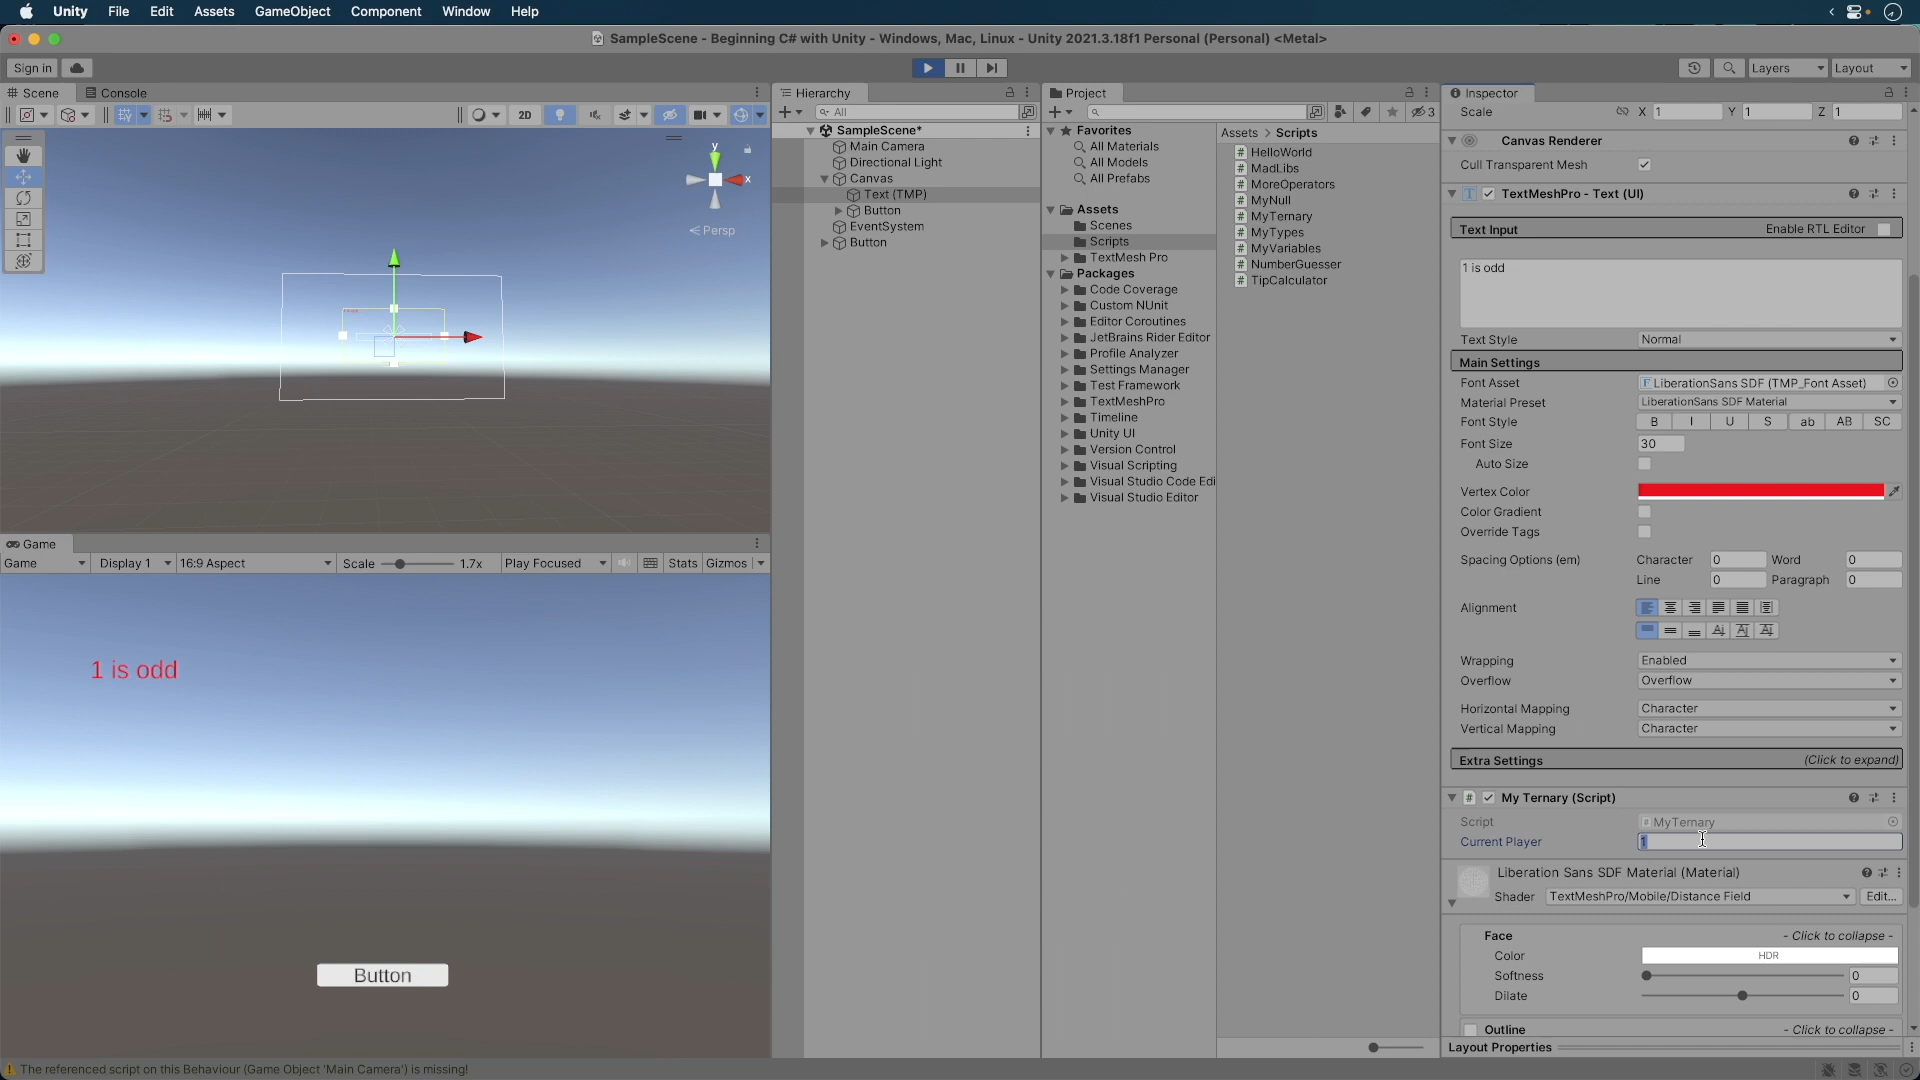 Unity File Edit Assets GameObject Component Window Help
SampleScene - Beginning C# with Unity - Windows, Mac, Linux - Unity 2021.3.18f1 Personal (Personal) <Metal>
Sign in
Layers
Layout
Scene
Console
2D
y
x
Persp
Game
Game
Display 1
16:9 Aspect
Scale
1.7x
Play Focused
Stats
Gizmos
1 is odd
Button
Hierarchy
All
SampleScene*
Main Camera
Directional Light
Canvas
Text (TMP)
Button
EventSystem
Button
Project
3
Favorites
All Materials
All Models
All Prefabs
Assets
Scenes
Scripts
TextMesh Pro
Packages
Code Coverage
Custom NUnit
Editor Coroutines
JetBrains Rider Editor
Profile Analyzer
Settings Manager
Test Framework
TextMeshPro
Timeline
Unity UI
Version Control
Visual Scripting
Visual Studio Code Edi
Visual Studio Editor
Assets > Scripts
HelloWorld
MadLibs
MoreOperators
MyNull
MyTernary
MyTypes
MyVariables
NumberGuesser
TipCalculator
Inspector
Scale X 1 Y 1 Z 1
Canvas Renderer
Cull Transparent Mesh
TextMeshPro - Text (UI)
Text Input Enable RTL Editor
1 is odd
Text Style Normal
Main Settings
Font Asset LiberationSans SDF (TMP_Font Asset)
Material Preset LiberationSans SDF Material
Font Style B I U S ab AB SC
Font Size 30
Auto Size
Vertex Color
Color Gradient
Override Tags
Spacing Options (em) Character 0 Word 0
Line 0 Paragraph 0
Alignment
Wrapping Enabled
Overflow Overflow
Horizontal Mapping Character
Vertical Mapping Character
Extra Settings (Click to expand)
My Ternary (Script)
Script MyTernary
Current Player 1
Liberation Sans SDF Material (Material)
Shader TextMeshPro/Mobile/Distance Field Edit...
Face - Click to collapse -
Color HDR
Softness 0
Dilate 0
Outline - Click to collapse -
Layout Properties
The referenced script on this Behaviour (Game Object 'Main Camera') is missing!